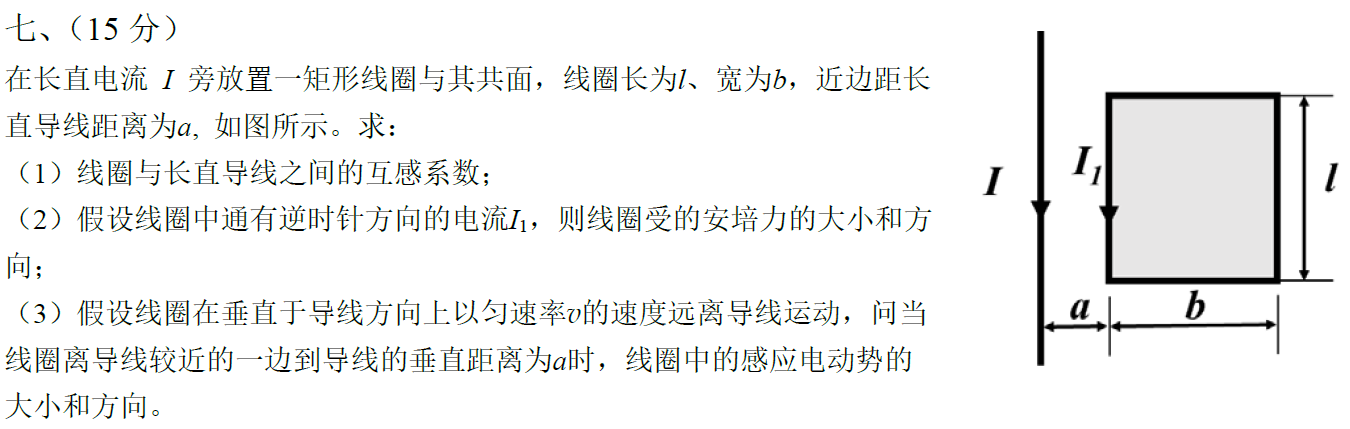 七、（15 分）
在长直电流 I 旁放置一矩形线圈与其共面，线圈长为l、宽为b，近边距长
直导线距离为a, 如图所示。求：
（1）线圈与长直导线之间的互感系数；
（2）假设线圈中通有逆时针方向的电流I₁，则线圈受的安培力的大小和方
向；
（3）假设线圈在垂直于导线方向上以匀速率v的速度远离导线运动，问当
线圈离导线较近的一边到导线的垂直距离为a时，线圈中的感应电动势的
大小和方向。
I
I₁
l
a
b